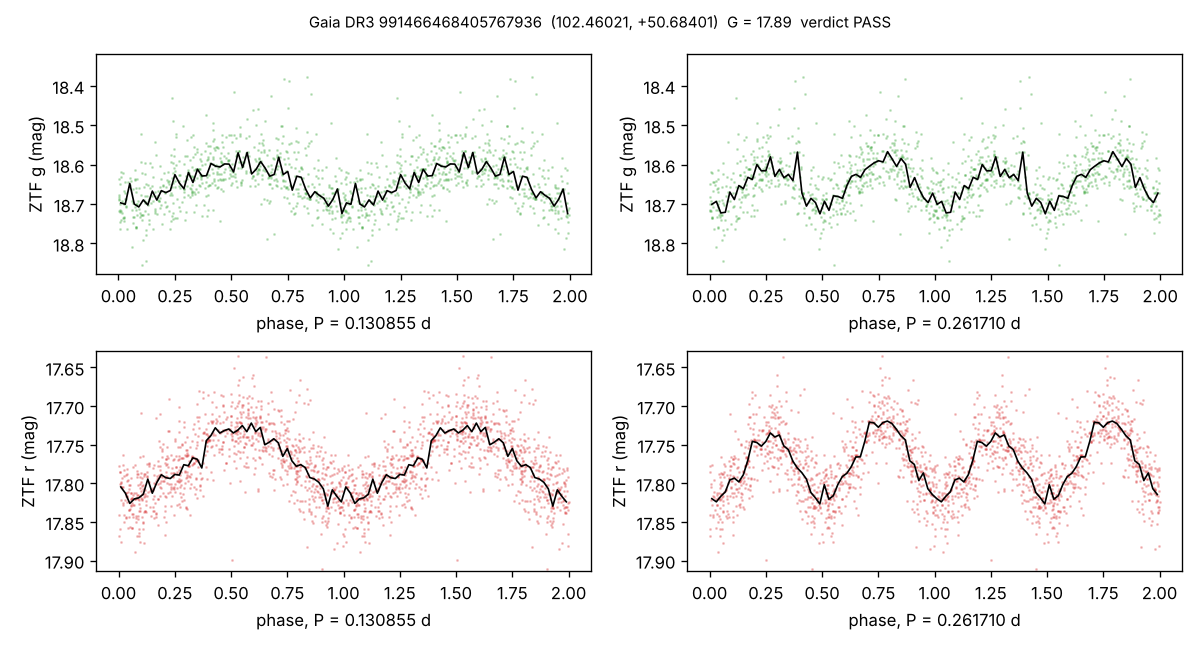 Gaia DR3 991466468405767936  (102.46021, +50.68401)  G = 17.89  verdict PASS
ZTF g (mag)
18.4
18.5
18.6
18.7
18.8
0.00 0.25 0.50 0.75 1.00 1.25 1.50 1.75 2.00
phase, P = 0.130855 d
ZTF g (mag)
18.4
18.5
18.6
18.7
18.8
0.00 0.25 0.50 0.75 1.00 1.25 1.50 1.75 2.00
phase, P = 0.261710 d
ZTF r (mag)
17.65
17.70
17.75
17.80
17.85
17.90
0.00 0.25 0.50 0.75 1.00 1.25 1.50 1.75 2.00
phase, P = 0.130855 d
ZTF r (mag)
17.65
17.70
17.75
17.80
17.85
17.90
0.00 0.25 0.50 0.75 1.00 1.25 1.50 1.75 2.00
phase, P = 0.261710 d